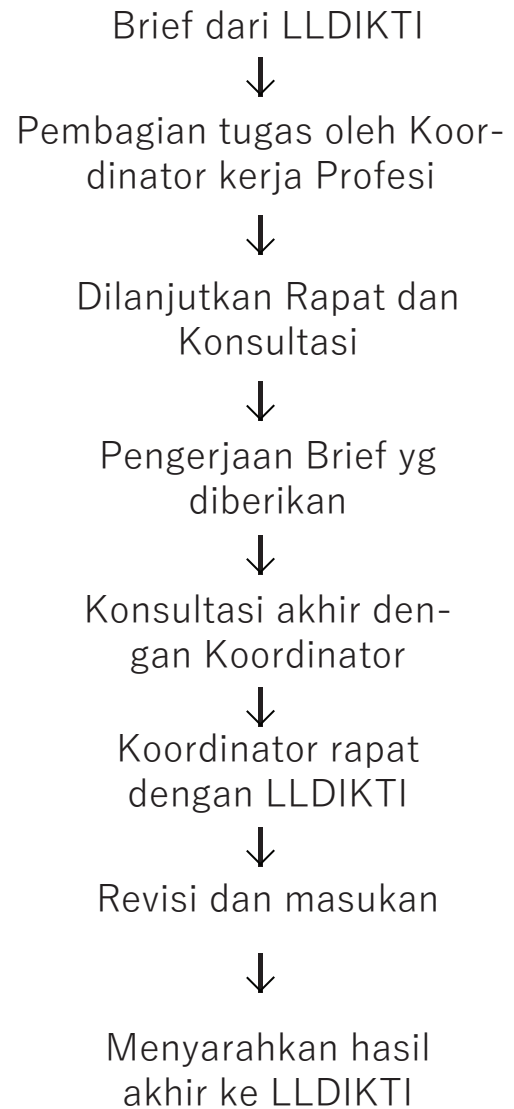 Brief dari LLDIKTI
Pembagian tugas oleh Koor-
dinator kerja Profesi
Dilanjutkan Rapat dan
Konsultasi
Pengerjaan Brief yg
diberikan
Konsultasi akhir den-
gan Koordinator
Koordinator rapat
dengan LLDIKTI
Revisi dan masukan
Menyarahkan hasil
akhir ke LLDIKTI